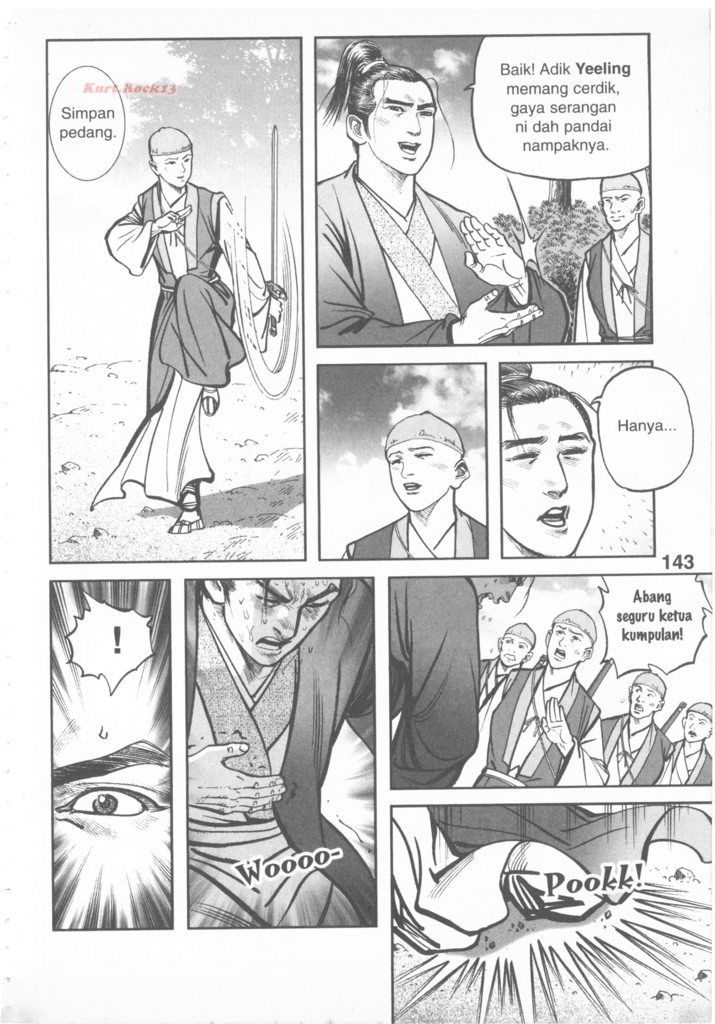 Kurt.Rock13
Simpan
pedang.
Baik! Adik Yeeling
memang cerdik,
gaya serangan
ni dah pandai
nampaknya.
Hanya...
143
!
Woooo-
Abang
seguru ketua
kumpulan!
Pookk!